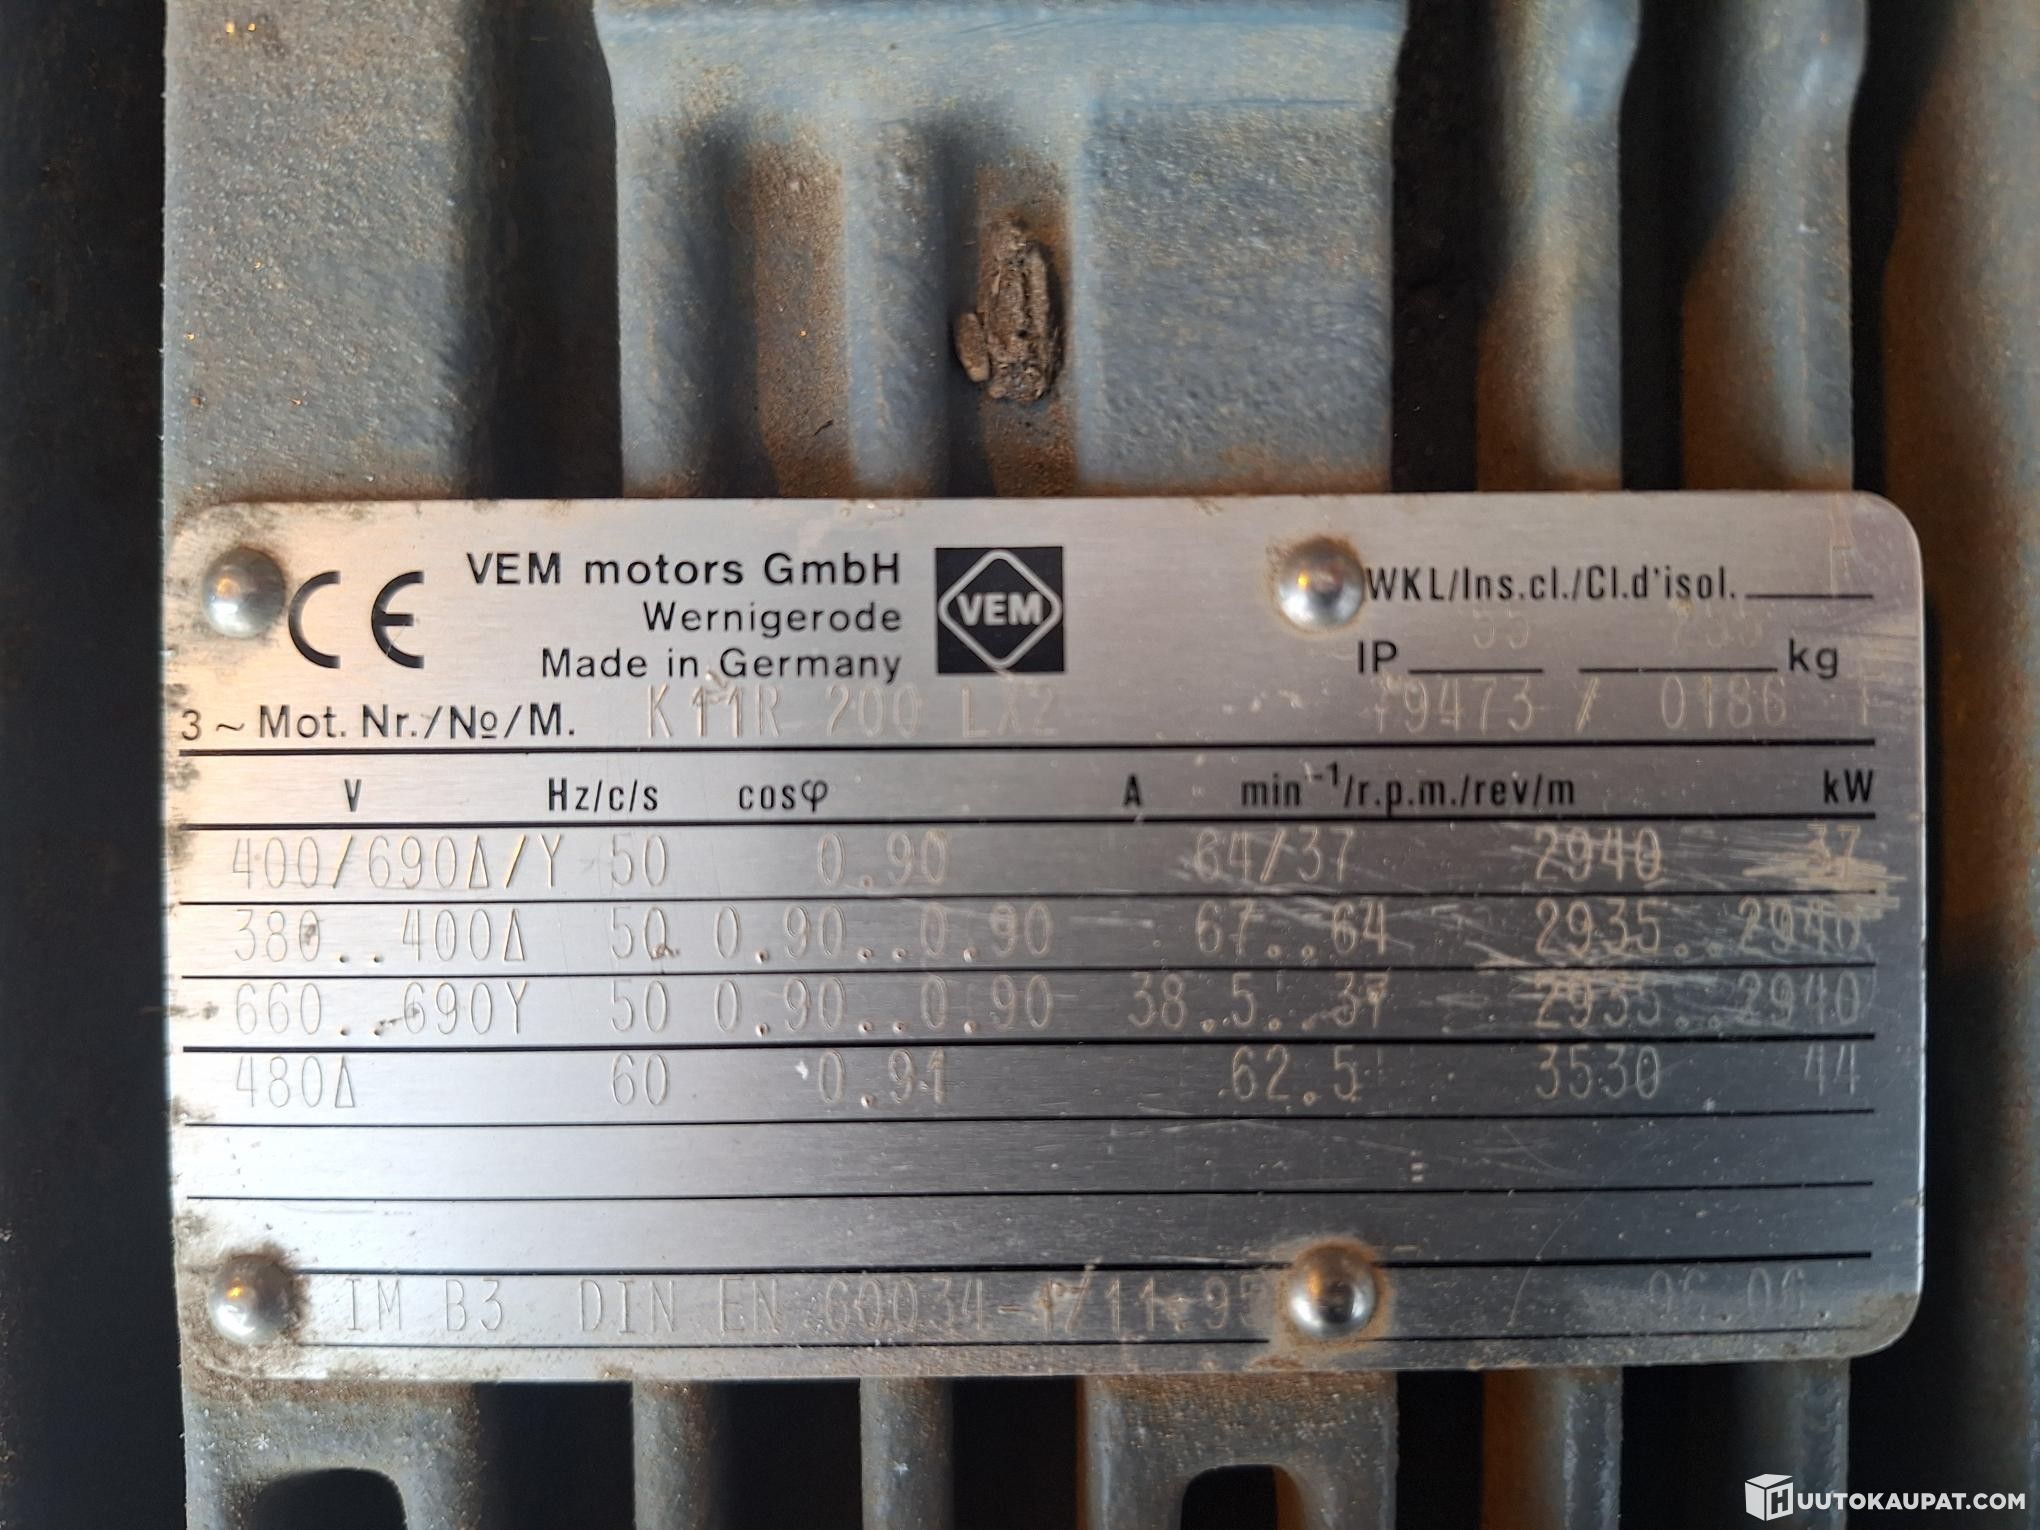 CE VEM motors GmbH VEM WKL/Ins.cl./Cl.d'isol. F
Wernigerode
IP 55 kg
Made in Germany
3~Mot. Nr./№/M. K11R 200 LX2 / 0186
V Hz/c/s cosφ A min⁻¹/r.p.m./rev/m kW
400/690Δ/Y 50 0.90 64/37 2940 37
380..400Δ 50 0.90..0.90 67..64 2935..2940
660..690Y 50 0.90..0.90 38.5..37 2935..2940
480Δ 60 0.91 62.5 3530 44
IM B3 DIN EN 60034-1/11.95 / 06.06
HUUTOKAUPAT.COM